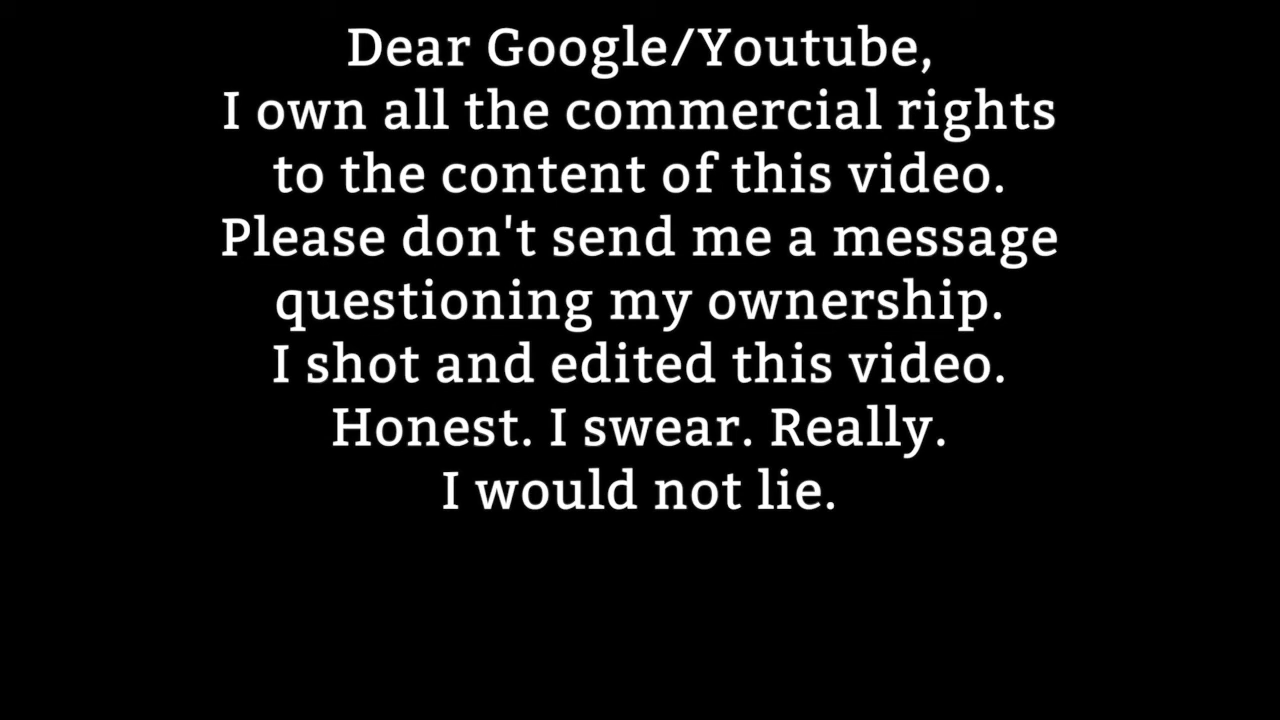 Dear Google/Youtube,
I own all the commercial rights
to the content of this video.
Please don't send me a message
questioning my ownership.
I shot and edited this video.
Honest. I swear. Really.
I would not lie.